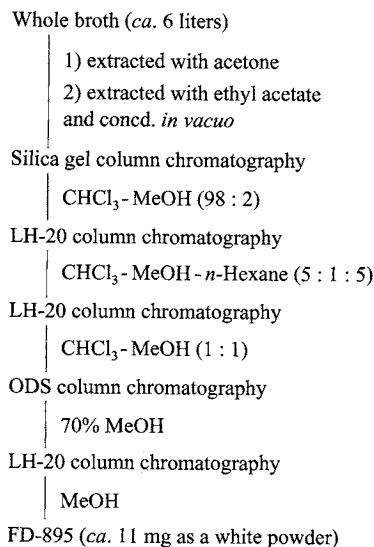 Whole broth (ca. 6 liters)
1) extracted with acetone
2) extracted with ethyl acetate
and concd. in vacuo
Silica gel column chromatography
CHCl₃ - MeOH (98 : 2)
LH-20 column chromatography
CHCl₃ - MeOH - n-Hexane (5 : 1 : 5)
LH-20 column chromatography
CHCl₃ - MeOH (1 : 1)
ODS column chromatography
70% MeOH
LH-20 column chromatography
MeOH
FD-895 (ca. 11 mg as a white powder)